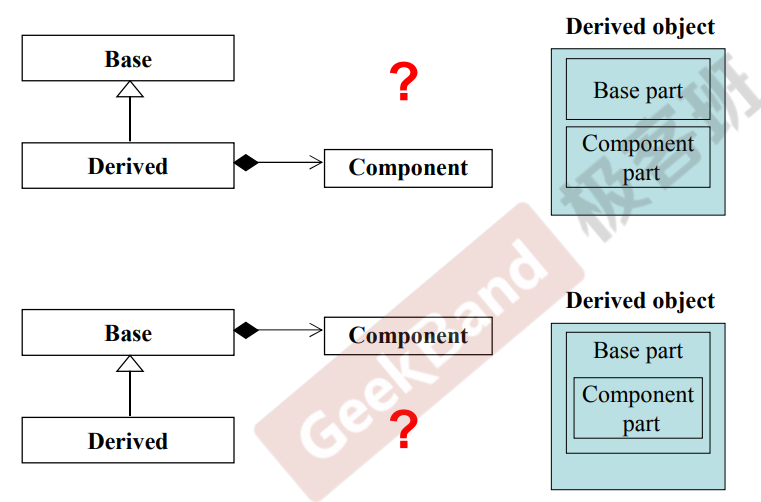 Derived object
Base
?
Base part
Derived
Component
Component
part
极客班
GeekBand
Derived object
Base
Component
Base part
Component
part
Derived
?